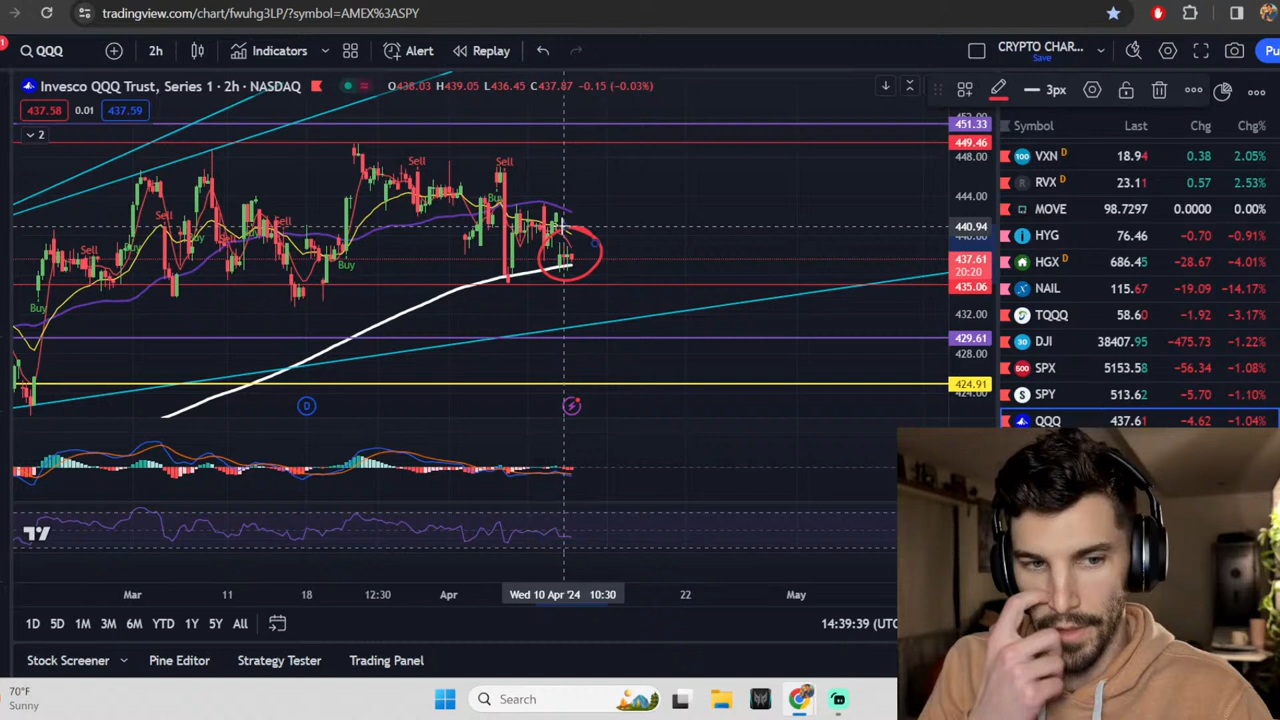 tradingview.com/chart/fwuhg3LP/?symbol=AMEX%3ASPY
QQQ 2h Indicators Alert Replay CRYPTO CHAR... Save Pu
Invesco QQQ Trust, Series 1 · 2h · NASDAQ O438.03 H439.05 L436.45 C437.87 -0.15 (-0.03%) 3px
437.58 0.01 437.59
2
451.33
449.46
448.00
444.00
440.94
437.61
20:20
435.06
432.00
429.61
428.00
424.91
Symbol Last Chg Chg%
100 VXN D 18.94 0.38 2.05%
R RVX D 23.11 0.57 2.53%
MOVE 98.7297 0.0000 0.00%
HYG 76.46 -0.70 -0.91%
HGX D 686.45 -28.67 -4.01%
NAIL 115.67 -19.09 -14.17%
TQQQ 58.60 -1.92 -3.17%
30 DJI 38407.95 -475.73 -1.22%
500 SPX 5153.58 -56.34 -1.08%
S SPY 513.62 -5.70 -1.10%
QQQ 437.61 -4.62 -1.04%
Buy
Sell
Sell
Buy
Buy
Sell
Sell
Buy
Sell
Sell
D
Mar 11 18 12:30 Apr Wed 10 Apr '24 10:30 22 May
1D 5D 1M 3M 6M YTD 1Y 5Y All 14:39:39 (UTC
Stock Screener Pine Editor Strategy Tester Trading Panel
70°F
Sunny
Search